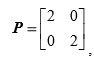 P = [2 0
0 2],